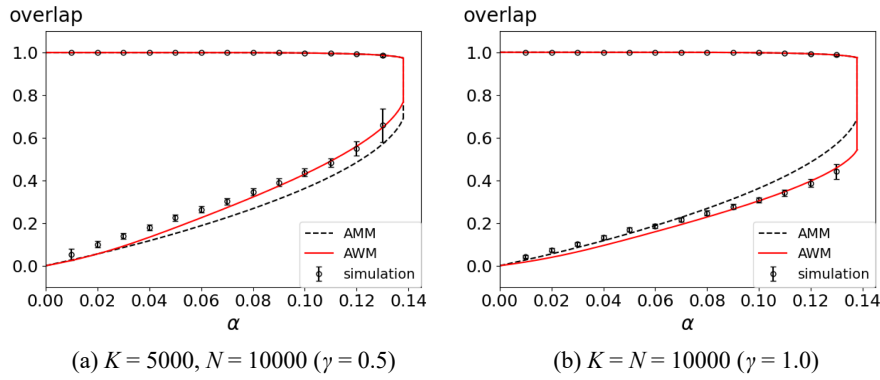 overlap
1.0
0.8
0.6
0.4
0.2
0.0
AMM
AWM
simulation
0.00 0.02 0.04 0.06 0.08 0.10 0.12 0.14
α
(a) K = 5000, N = 10000 (γ = 0.5)
overlap
1.0
0.8
0.6
0.4
0.2
0.0
AMM
AWM
simulation
0.00 0.02 0.04 0.06 0.08 0.10 0.12 0.14
α
(b) K = N = 10000 (γ = 1.0)